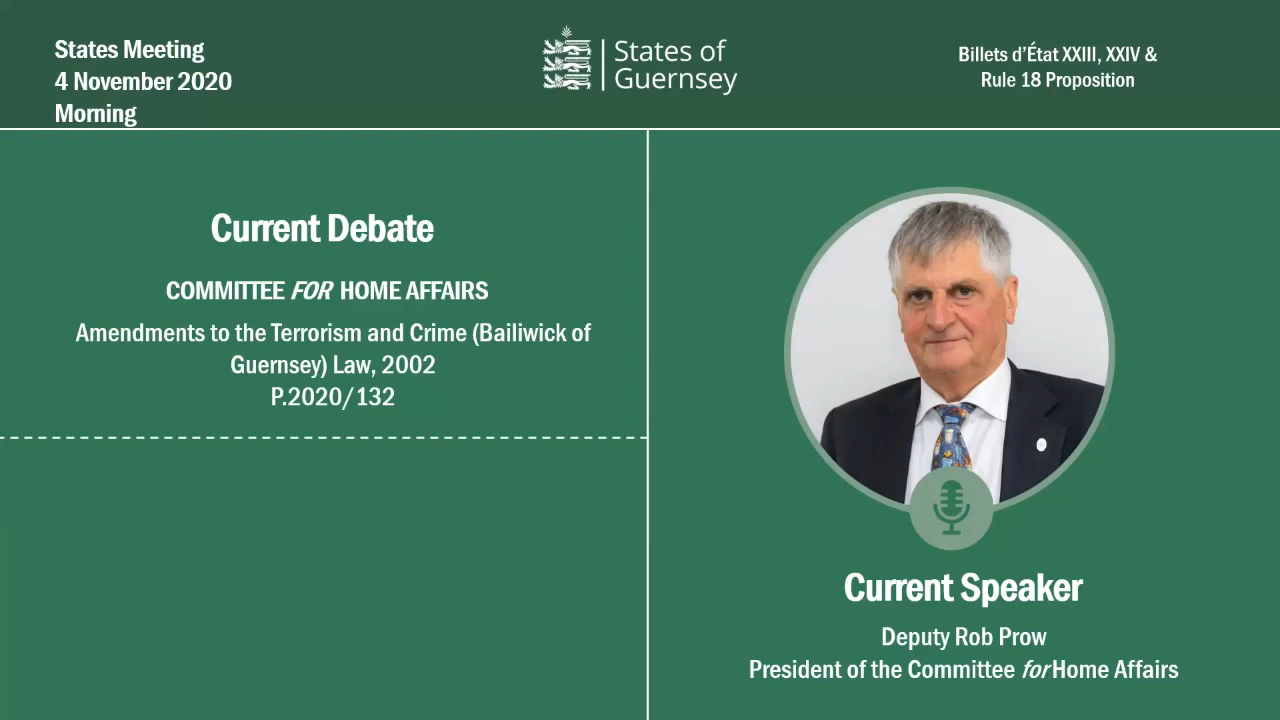 States Meeting
4 November 2020
Morning
States of
Guernsey
Billets d'État XXIII, XXIV &
Rule 18 Proposition
Current Debate
COMMITTEE FOR HOME AFFAIRS
Amendments to the Terrorism and Crime (Bailiwick of
Guernsey) Law, 2002
P.2020/132
Current Speaker
Deputy Rob Prow
President of the Committee for Home Affairs